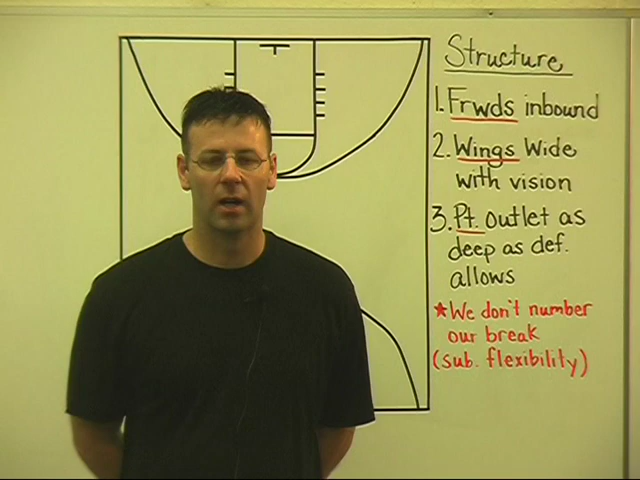 Structure
1. Frwds inbound
2. Wings Wide
with vision
3. Pt. outlet as
deep as def.
allows
*We don't number
our break
(sub. flexibility)